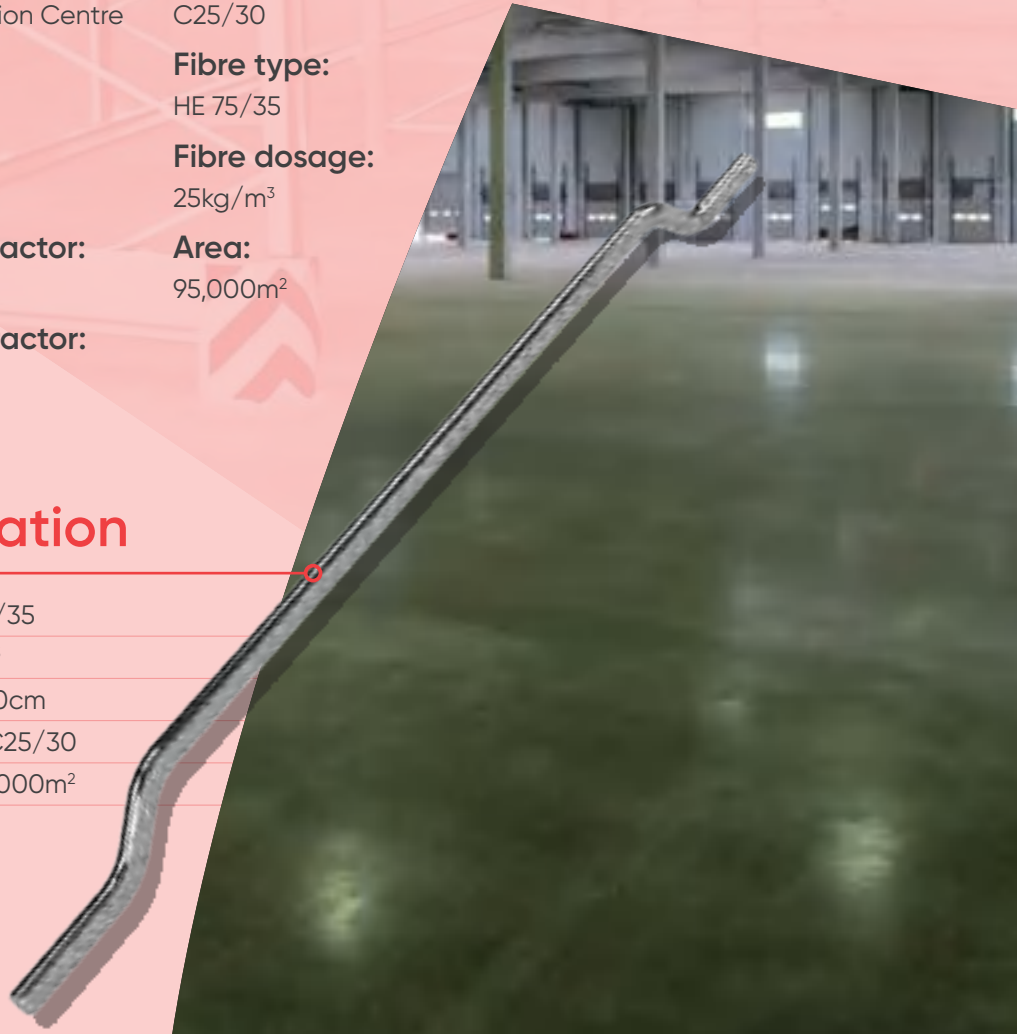 ion Centre
actor:
actor:
C25/30
Fibre type:
HE 75/35
Fibre dosage:
25kg/m³
Area:
95,000m²
ation
/35
0cm
C25/30
000m²